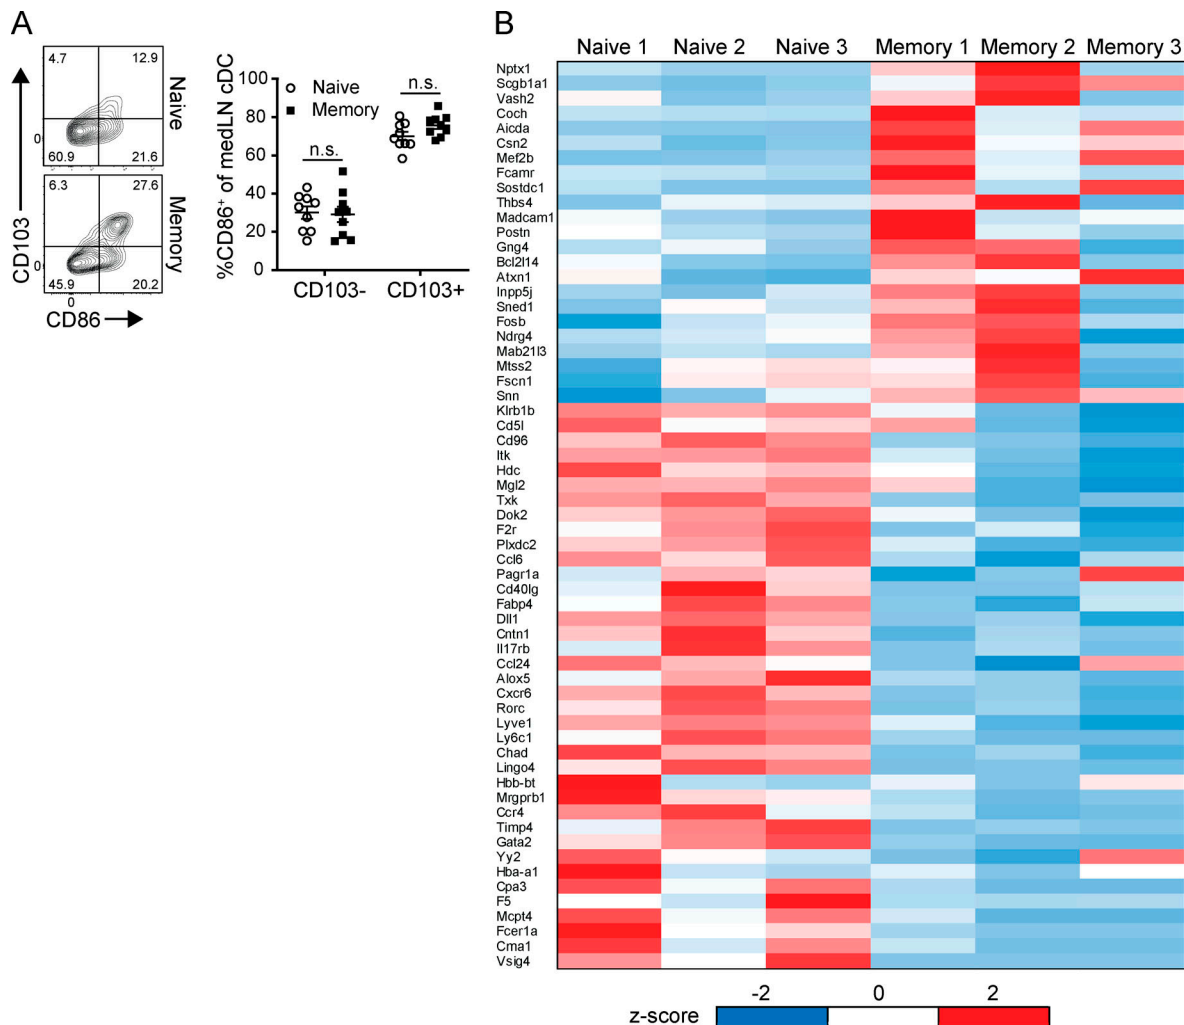 A
4.7 12.9
0
60.9 21.6
Naive
6.3 27.6
0
45.9 20.2
0
Memory
CD103
CD86
%CD86+ of medLN cDC
100
80
60
40
20
0
Naive
Memory
n.s.
n.s.
CD103- CD103+
B
Naive 1 Naive 2 Naive 3 Memory 1 Memory 2 Memory 3
Nptx1
Scgb1a1
Vash2
Coch
Aicda
Csn2
Mef2b
Fcamr
Sostdc1
Thbs4
Madcam1
Postn
Gng4
Bcl2l14
Atxn1
Inpp5j
Sned1
Fosb
Ndrg4
Mab21l3
Mtss2
Fscn1
Snn
Klrb1b
Cd5l
Cd96
Itk
Hdc
Mgl2
Txk
Dok2
F2r
Plxdc2
Ccl6
Pagr1a
Cd40lg
Fabp4
Dll1
Cntn1
Il17rb
Ccl24
Alox5
Cxcr6
Rorc
Lyve1
Ly6c1
Chad
Lingo4
Hbb-bt
Mrgprb1
Ccr4
Timp4
Gata2
Yy2
Hba-a1
Cpa3
F5
Mcpt4
Fcer1a
Cma1
Vsig4
-2 0 2
z-score